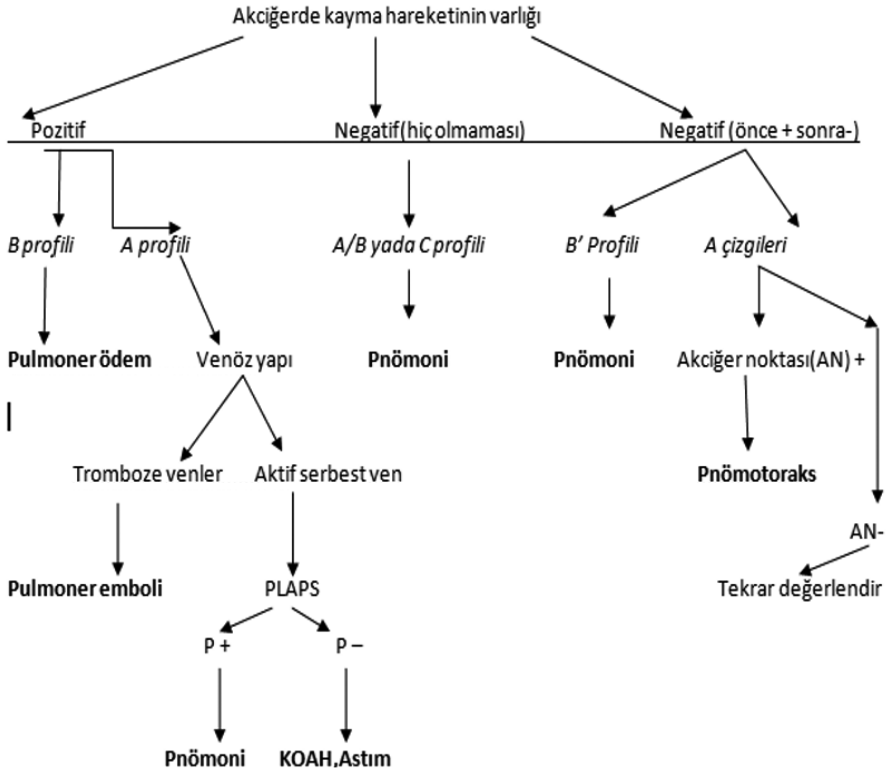 Akciğerde kayma hareketinin varlığı
Pozitif
Negatif(hiç olmaması)
Negatif (önce + sonra-)
B profili
A profili
A/B yada C profili
B' Profili
A çizgileri
Pulmoner ödem
Venöz yapı
Pnömoni
Pnömoni
Akciğer noktası(AN) +
Tromboze venler
Aktif serbest ven
Pnömotoraks
AN-
Pulmoner emboli
PLAPS
Tekrar değerlendir
P +
P –
Pnömoni
KOAH,Astım